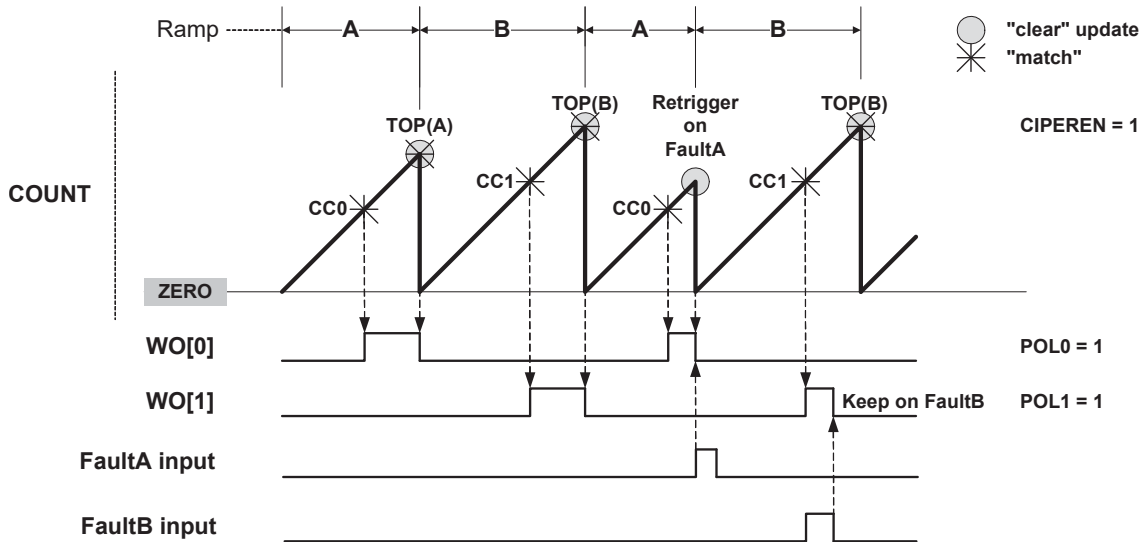 Ramp
A
B
A
B
"clear" update
"match"
TOP(A)
TOP(B)
Retrigger
on
FaultA
TOP(B)
CIPEREN = 1
COUNT
CC0
CC1
CC0
CC1
ZERO
WO[0]
POL0 = 1
WO[1]
Keep on FaultB
POL1 = 1
FaultA input
FaultB input